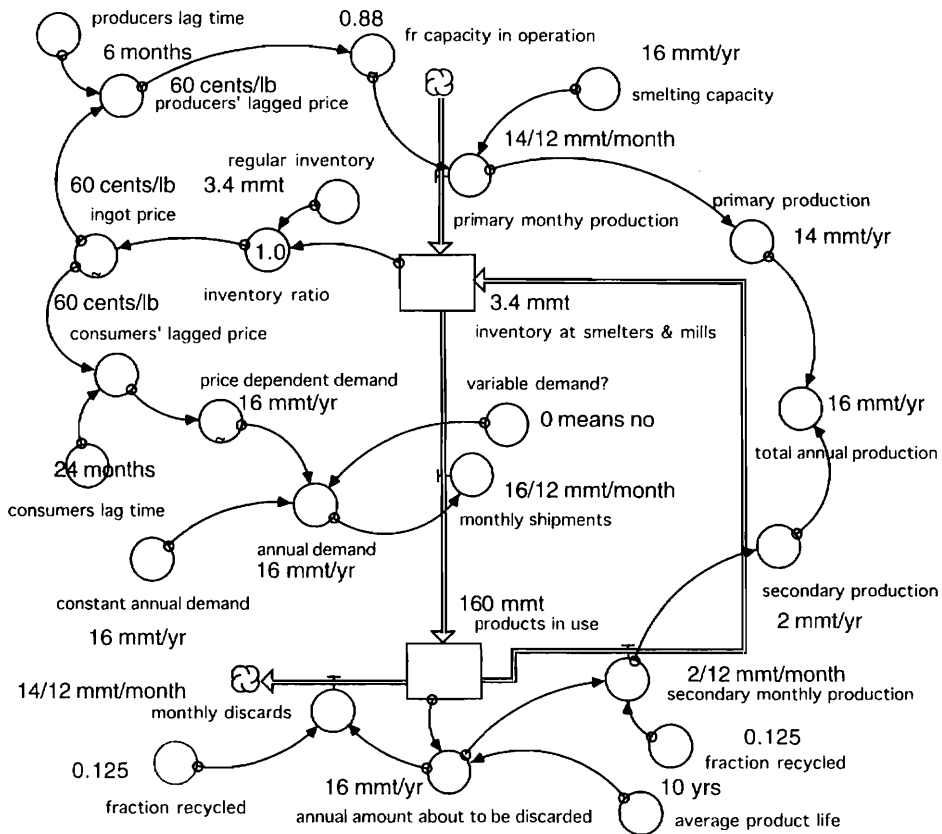 producers lag time
6 months
60 cents/lb
producers' lagged price
0.88
fr capacity in operation
16 mmt/yr
smelting capacity
14/12 mmt/month
primary monthy production
primary production
14 mmt/yr
regular inventory
3.4 mmt
60 cents/lb
ingot price
1.0
inventory ratio
3.4 mmt
inventory at smelters & mills
60 cents/lb
consumers' lagged price
price dependent demand
16 mmt/yr
variable demand?
0 means no
16 mmt/yr
total annual production
24 months
consumers lag time
16/12 mmt/month
monthly shipments
annual demand
16 mmt/yr
constant annual demand
16 mmt/yr
secondary production
2 mmt/yr
160 mmt
products in use
14/12 mmt/month
monthly discards
2/12 mmt/month
secondary monthly production
0.125
fraction recycled
0.125
fraction recycled
16 mmt/yr
annual amount about to be discarded
10 yrs
average product life